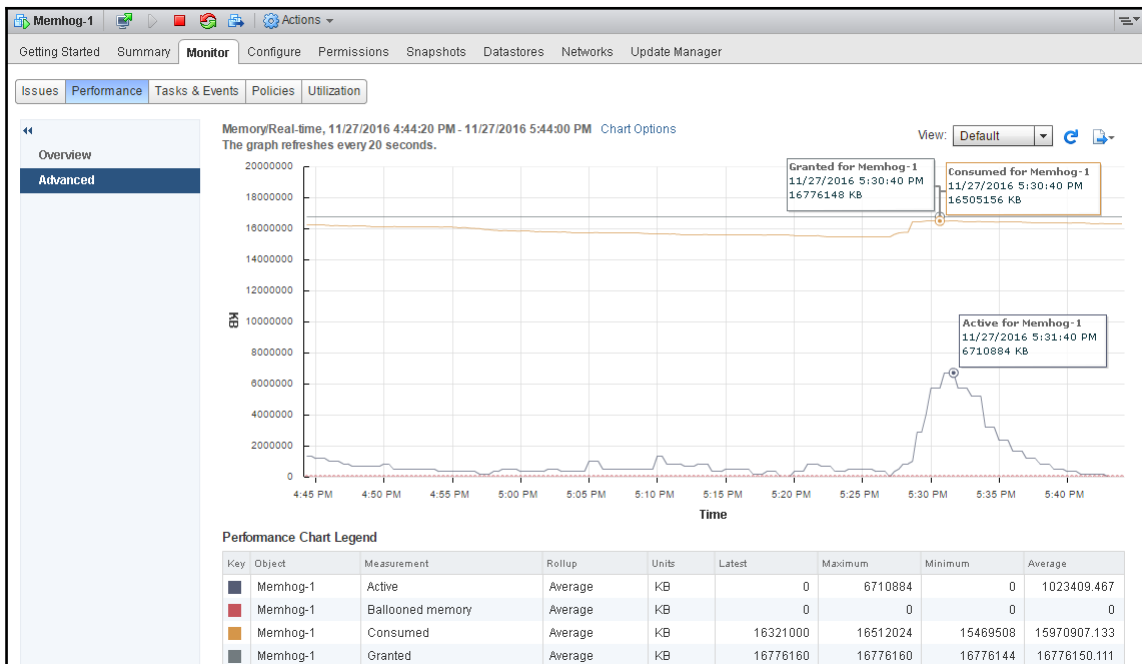 Memhog-1 Actions
Getting Started Summary Monitor Configure Permissions Snapshots Datastores Networks Update Manager
Issues Performance Tasks & Events Policies Utilization
Overview
Advanced
Memory/Real-time, 11/27/2016 4:44:20 PM - 11/27/2016 5:44:00 PM Chart Options
The graph refreshes every 20 seconds.
View: Default
Granted for Memhog-1
11/27/2016 5:30:40 PM
16776148 KB
Consumed for Memhog-1
11/27/2016 5:30:40 PM
16505156 KB
Active for Memhog-1
11/27/2016 5:31:40 PM
6710884 KB
20000000
18000000
16000000
14000000
12000000
10000000
8000000
6000000
4000000
2000000
0
KB
4:45 PM 4:50 PM 4:55 PM 5:00 PM 5:05 PM 5:10 PM 5:15 PM 5:20 PM 5:25 PM 5:30 PM 5:35 PM 5:40 PM
Time
Performance Chart Legend
Key Object Measurement Rollup Units Latest Maximum Minimum Average
Memhog-1 Active Average KB 0 6710884 0 1023409.467
Memhog-1 Ballooned memory Average KB 0 0 0 0
Memhog-1 Consumed Average KB 16321000 16512024 15469508 15970907.133
Memhog-1 Granted Average KB 16776160 16776160 16776144 16776150.111